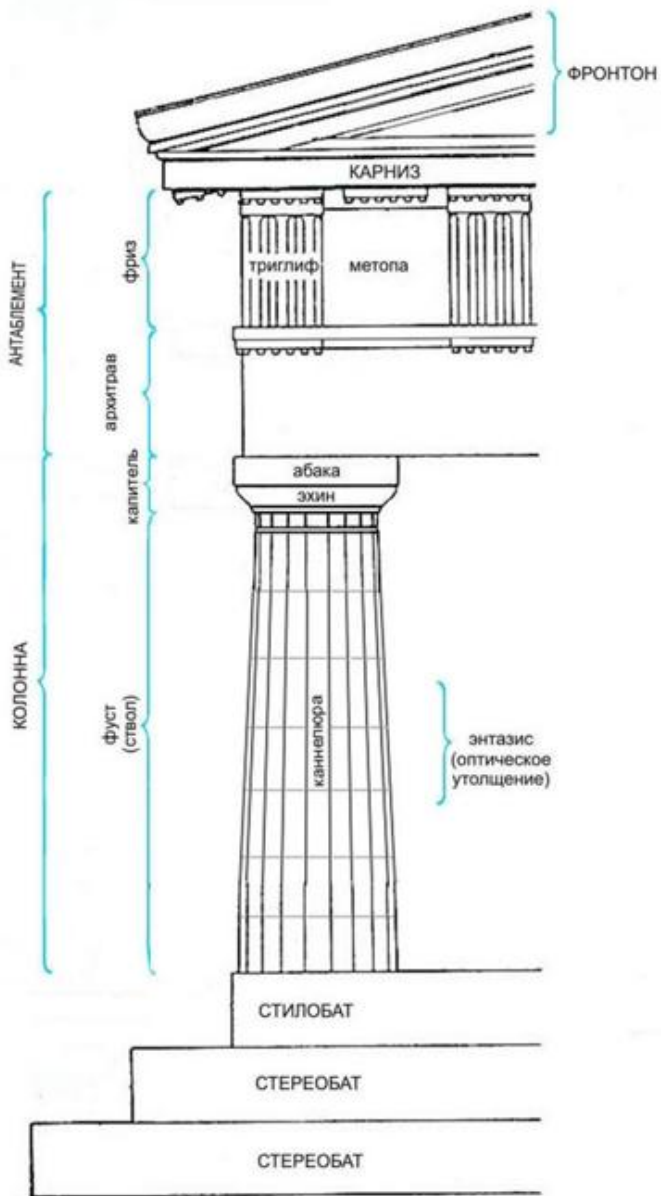 ФРОНТОН
КАРНИЗ
АНТАБЛЕМЕНТ
фриз
триглиф
метопа
архитрав
капитель
абака
эхин
КОЛОННА
фуст
(ствол)
каннелюра
энтазис
(оптическое
утолщение)
СТИЛОБАТ
СТЕРЕОБАТ
СТЕРЕОБАТ